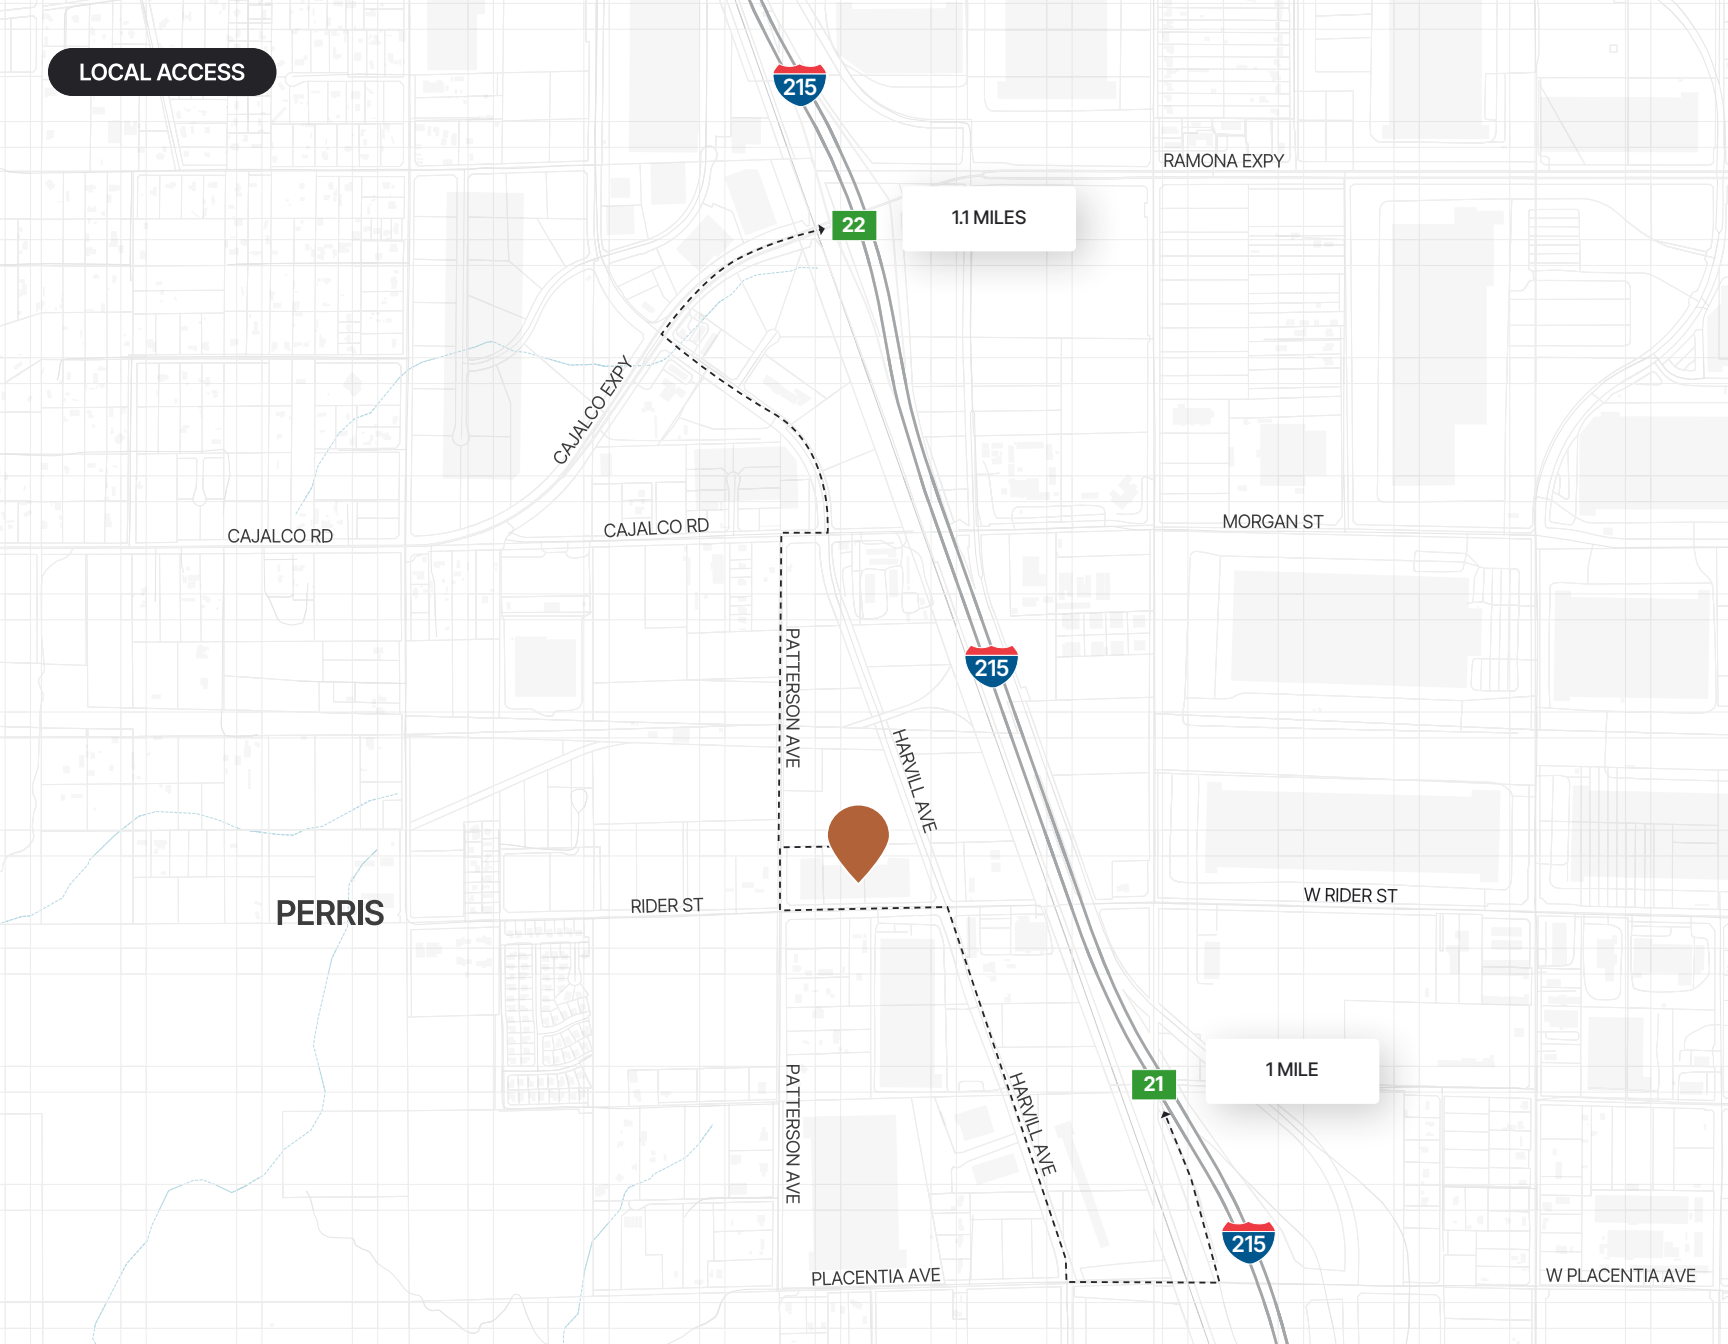 LOCAL ACCESS
215
RAMONA EXPY
22
1.1 MILES
CAJALCO EXPY
CAJALCO RD
CAJALCO RD
MORGAN ST
PATTERSON AVE
215
HARVILL AVE
PERRIS
RIDER ST
W RIDER ST
PATTERSON AVE
HARVILL AVE
21
1 MILE
215
PLACENTIA AVE
W PLACENTIA AVE